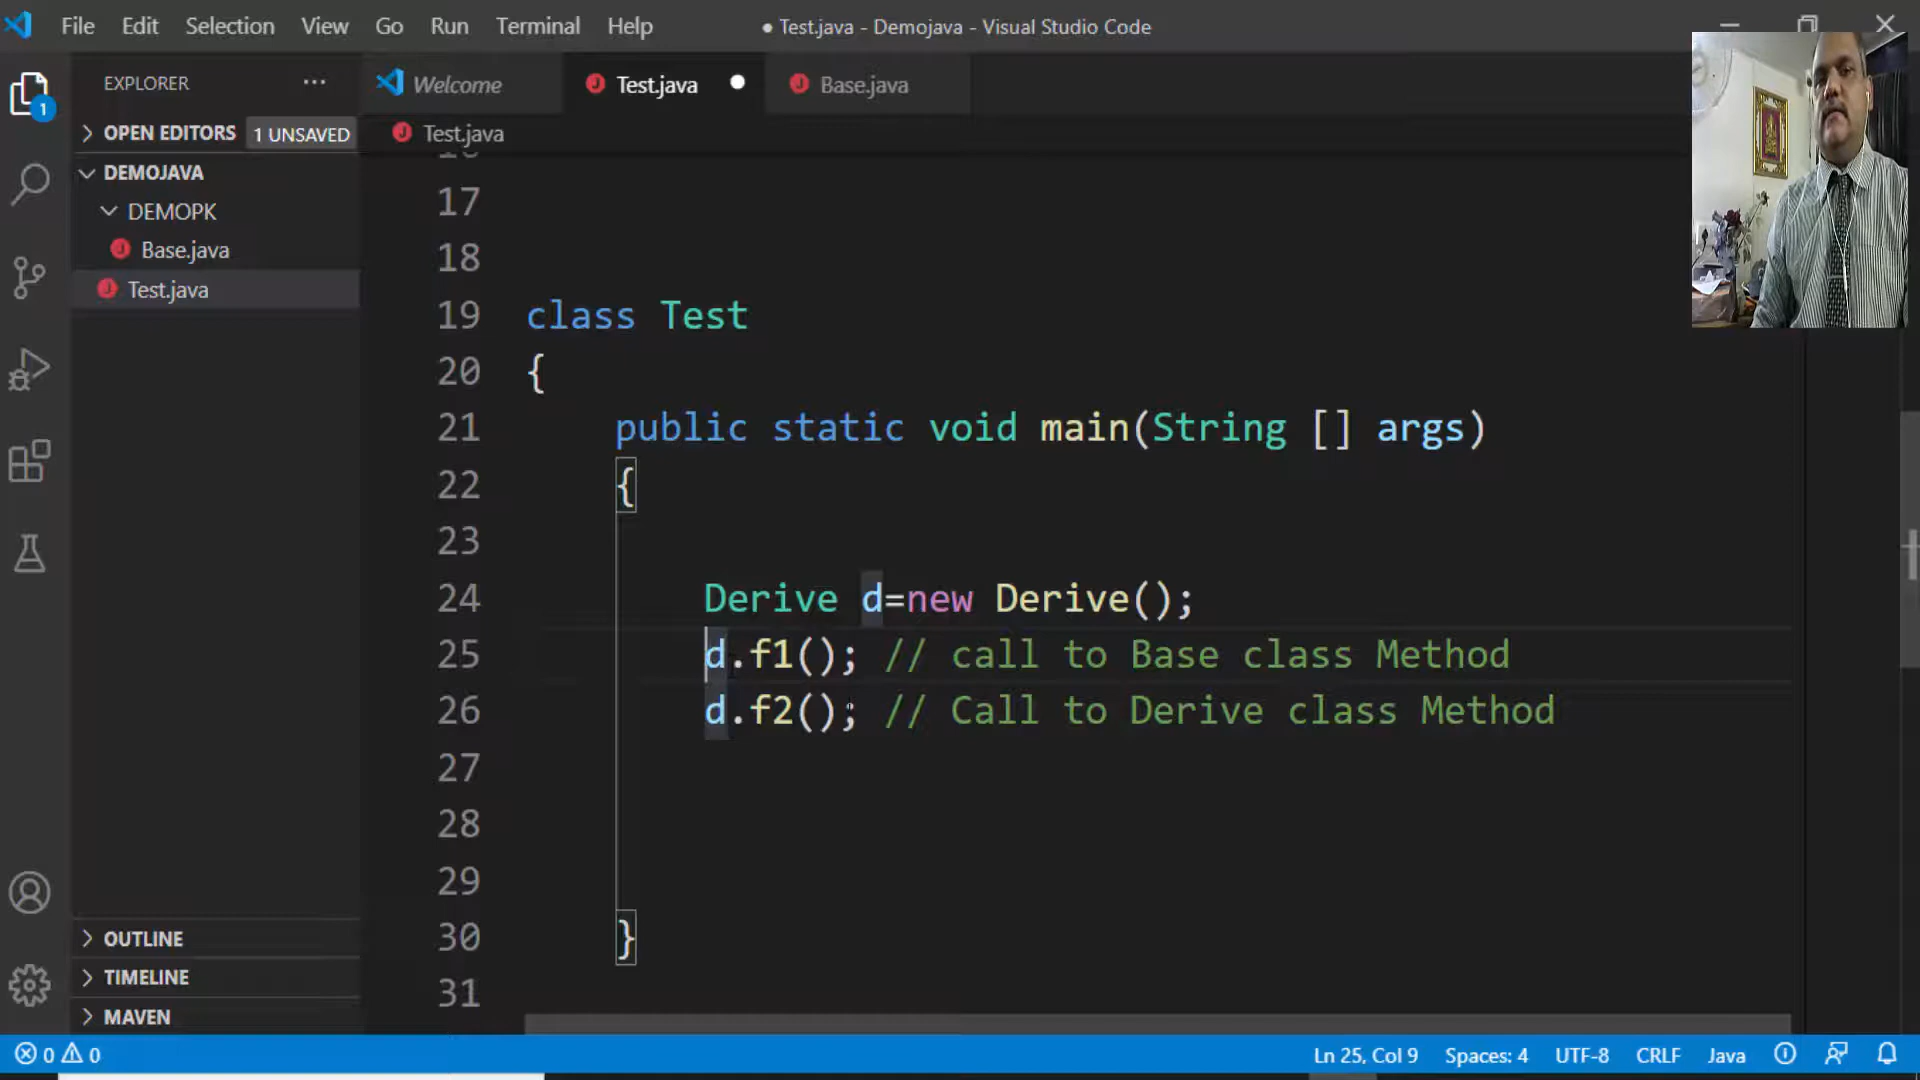 File Edit Selection View Go Run Terminal Help
● Test.java - Demojava - Visual Studio Code
EXPLORER ···
OPEN EDITORS 1 UNSAVED
DEMOJAVA
DEMOPK
J Base.java
J Test.java
OUTLINE
TIMELINE
MAVEN
1
Welcome
J Test.java ●
J Base.java
J Test.java
17
18
19 class Test
20 {
21 public static void main(String [] args)
22 {
23
24 Derive d=new Derive();
25 d.f1(); // call to Base class Method
26 d.f2(); // Call to Derive class Method
27
28
29
30 }
31
0 0
Ln 25, Col 9 Spaces: 4 UTF-8 CRLF Java